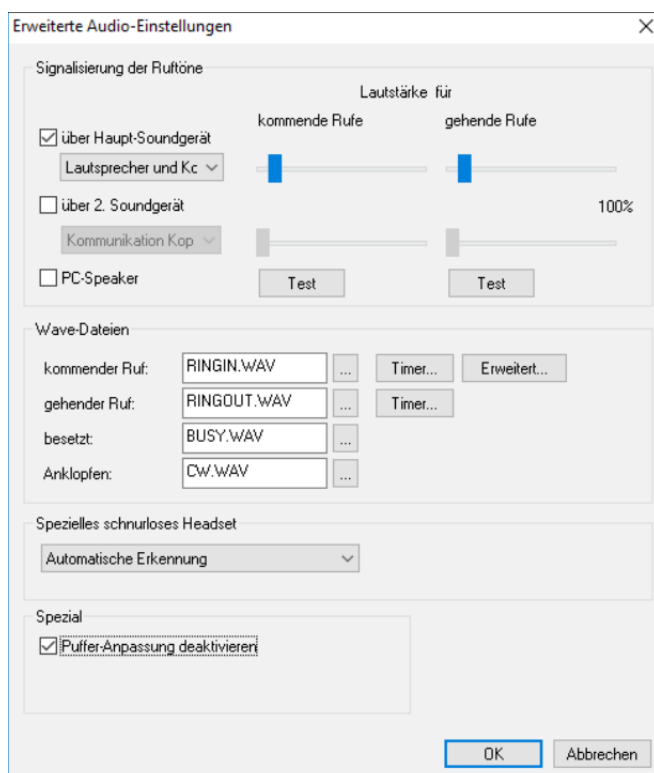 Erweiterte Audio-Einstellungen
Signalisierung der Ruftöne
Lautstärke für
kommende Rufe gehende Rufe
über Haupt-Soundgerät
Lautsprecher und Kc
über 2. Soundgerät 100%
Kommunikation Kop
PC-Speaker Test Test
Wave-Dateien
kommender Ruf: RINGIN.WAV ... Timer... Erweitert...
gehender Ruf: RINGOUT.WAV ... Timer...
besetzt: BUSY.WAV ...
Anklopfen: CW.WAV ...
Spezielles schnurloses Headset
Automatische Erkennung
Spezial
Puffer-Anpassung deaktivieren
OK Abbrechen